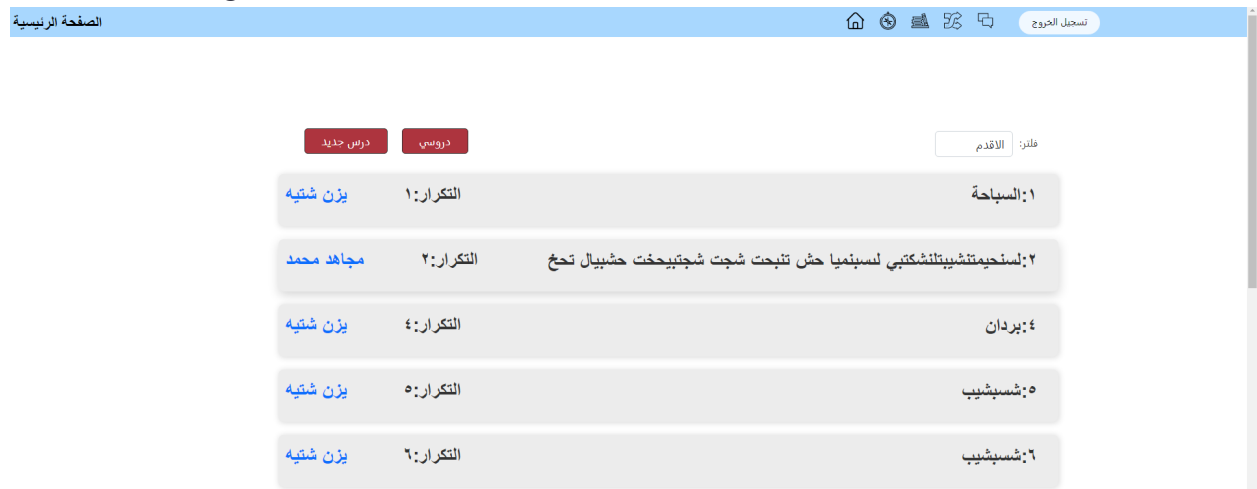 تسجيل الخروج الصفحة الرئيسية
فلتر: الاقدم دروسي درس جديد
١:السباحة التكرار:١ يزن شتيه
٢:لسنحيمتنشيبتلنشكتبي لسبنميا حش تنبحت شجت شجتبيحخت حشبيال تحخ التكرار:٢ مجاهد محمد
٤:بردان التكرار:٤ يزن شتيه
٥:شسبشيب التكرار:٥ يزن شتيه
٦:شسبشيب التكرار:٦ يزن شتيه